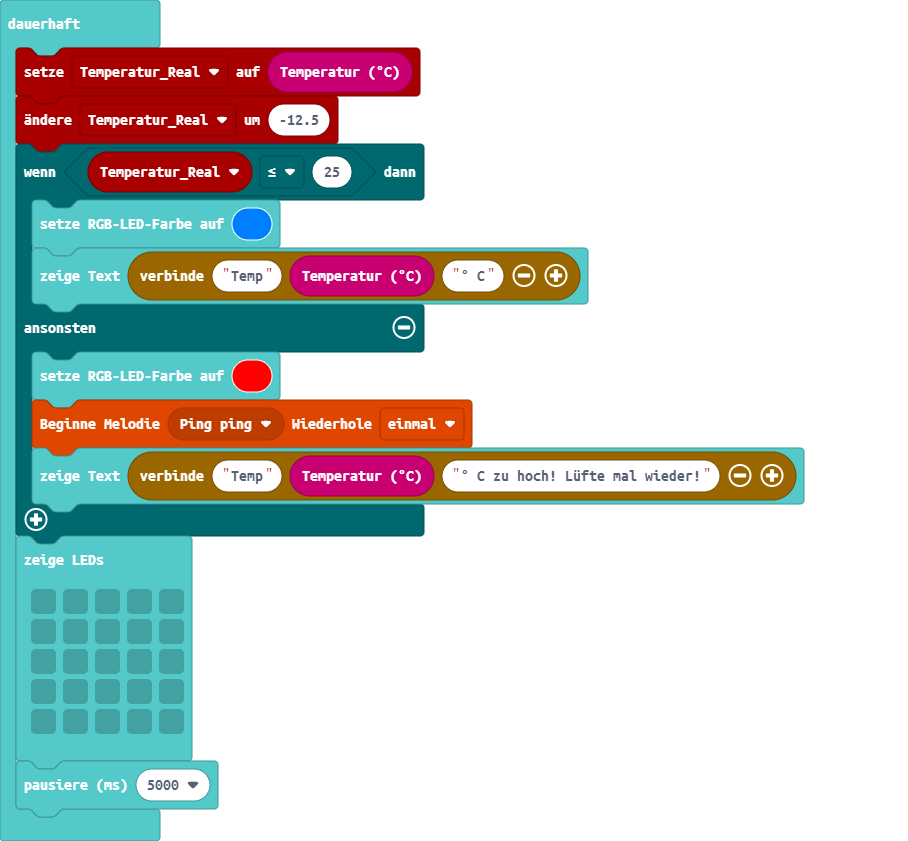 dauerhaft
setze Temperatur_Real auf Temperatur (°C)
ändere Temperatur_Real um -12.5
wenn Temperatur_Real ≤ 25 dann
setze RGB-LED-Farbe auf
zeige Text verbinde "Temp" Temperatur (°C) "° C"
ansonsten
setze RGB-LED-Farbe auf
Beginne Melodie Ping ping Wiederhole einmal
zeige Text verbinde "Temp" Temperatur (°C) "° C zu hoch! Lüfte mal wieder!"
zeige LEDs
pausiere (ms) 5000